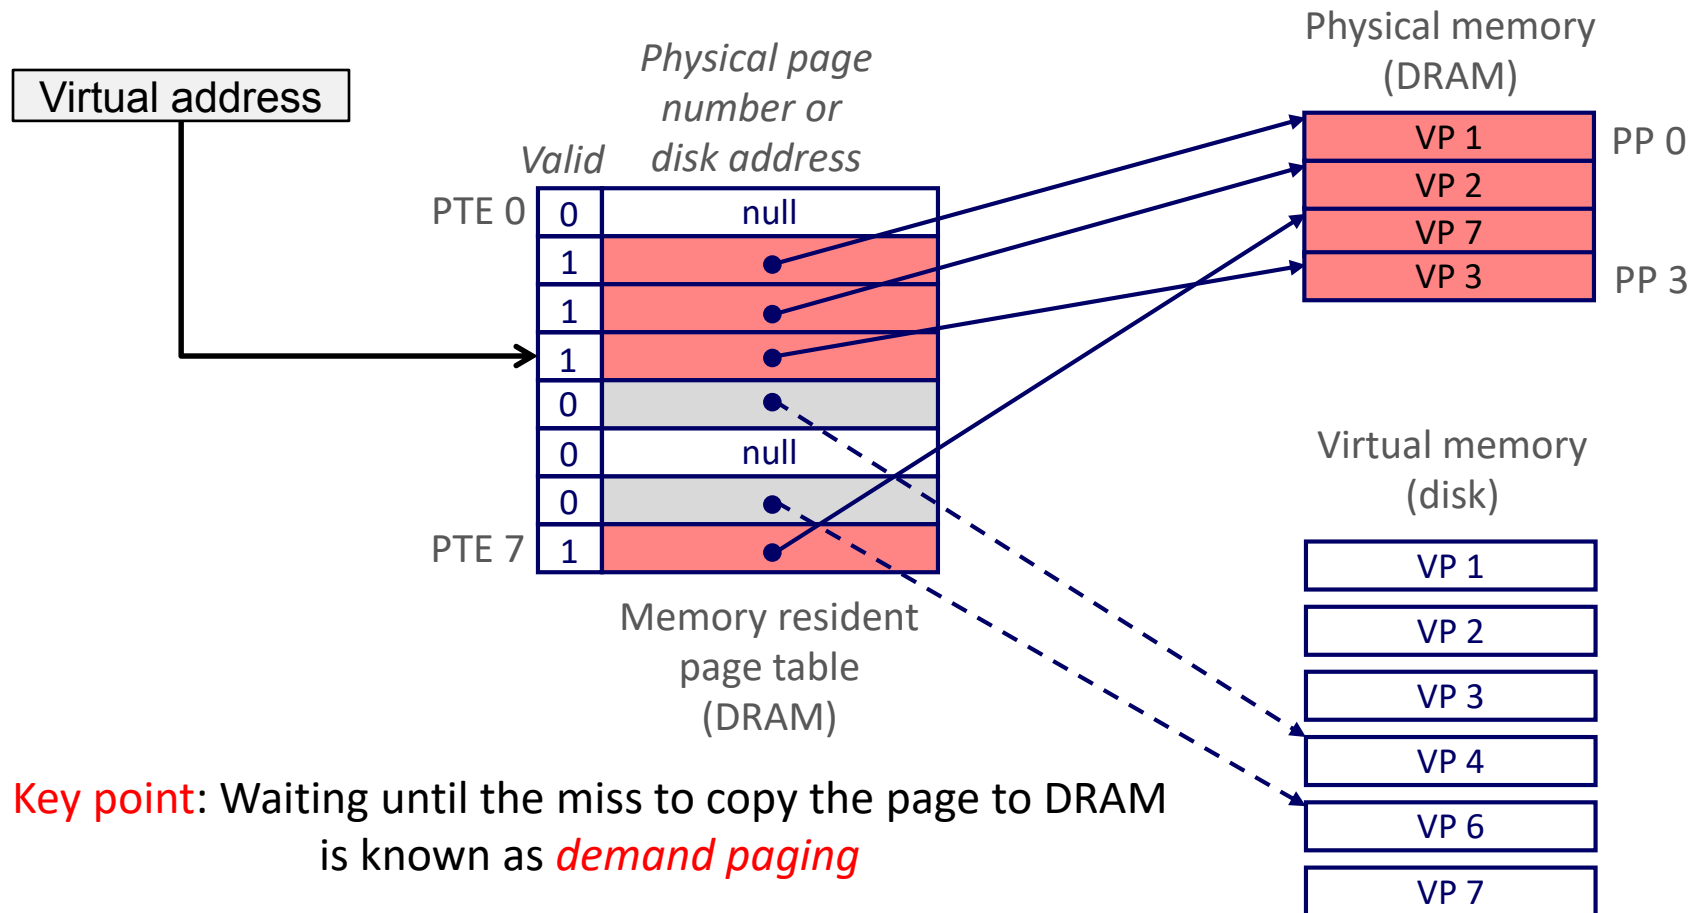 Virtual address
Physical page
number or
disk address
Valid
PTE 0
0
null
1
1
1
0
0
null
0
PTE 7
1
Memory resident
page table
(DRAM)
Physical memory
(DRAM)
VP 1
PP 0
VP 2
VP 7
VP 3
PP 3
Virtual memory
(disk)
VP 1
VP 2
VP 3
VP 4
VP 6
VP 7
Key point: Waiting until the miss to copy the page to DRAM
is known as demand paging